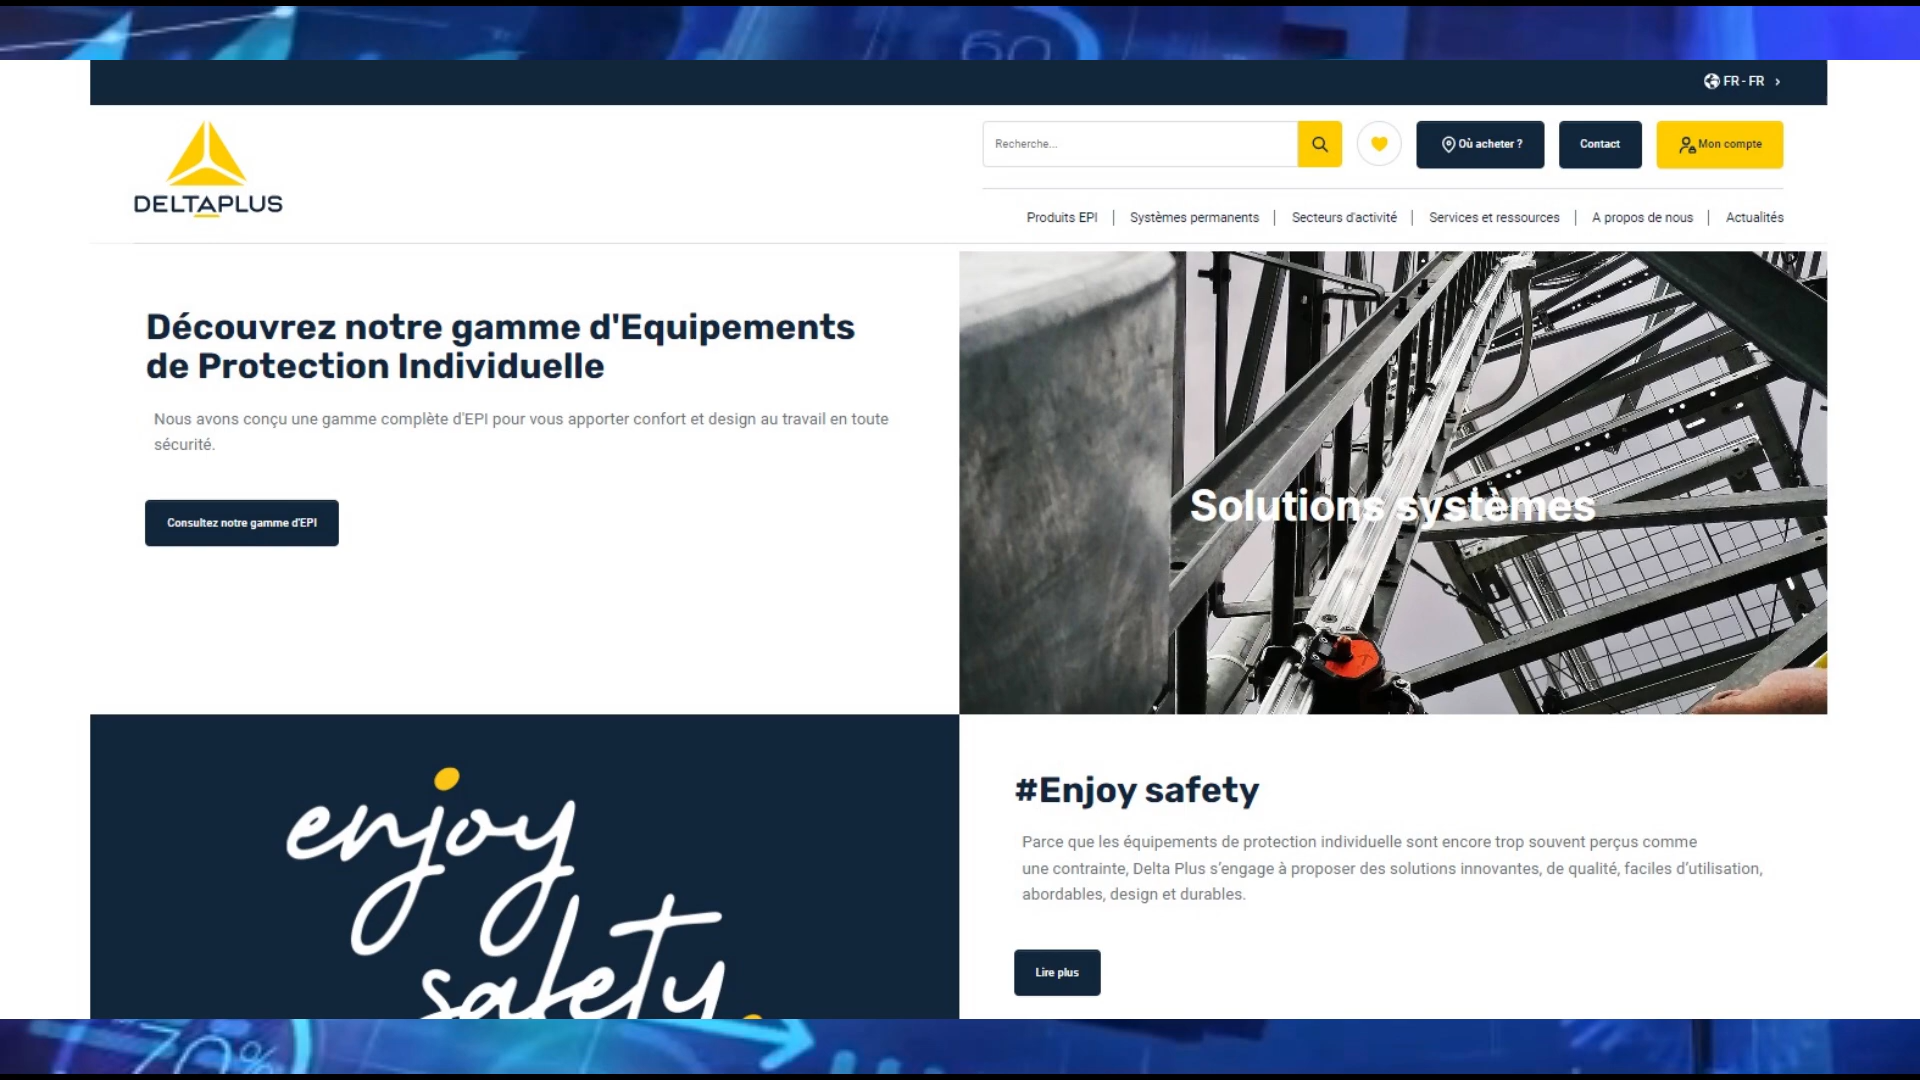 60
FR - FR
DELTAPLUS
Recherche...
Où acheter ?
Contact
Mon compte
Produits EPI
Systèmes permanents
Secteurs d'activité
Services et ressources
A propos de nous
Actualités
Découvrez notre gamme d'Equipements
de Protection Individuelle
Nous avons conçu une gamme complète d'EPI pour vous apporter confort et design au travail en toute
sécurité.
Consultez notre gamme d'EPI
Solutions systèmes
enjoy
safety.
#Enjoy safety
Parce que les équipements de protection individuelle sont encore trop souvent perçus comme
une contrainte, Delta Plus s’engage à proposer des solutions innovantes, de qualité, faciles d’utilisation,
abordables, design et durables.
Lire plus
70%